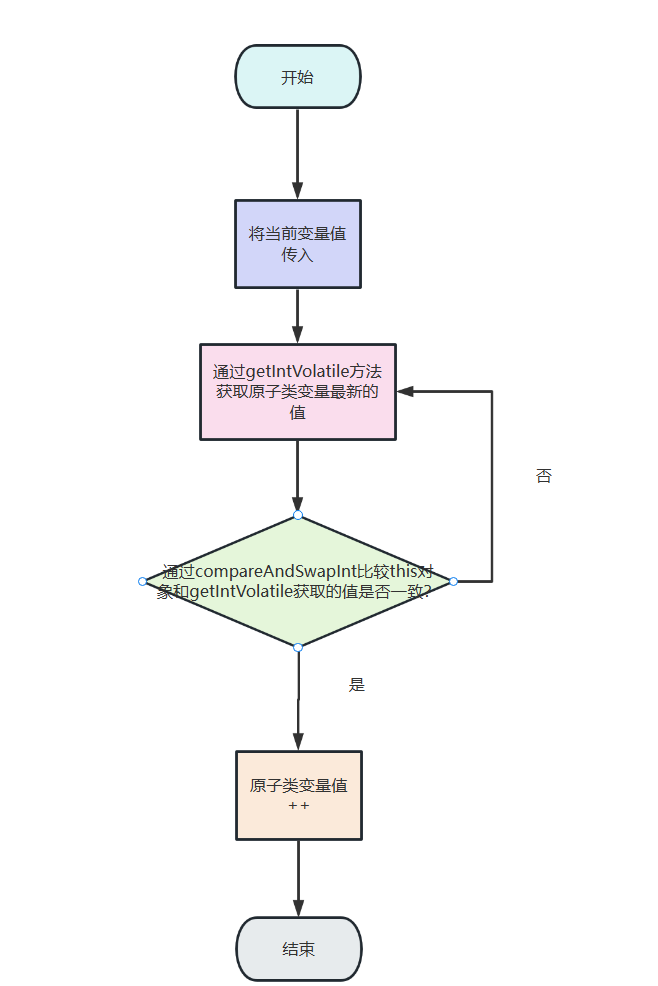 开始
将当前变量值
传入
通过getIntVolatile方法
获取原子类变量最新的
值
否
通过compareAndSwapInt比较this对
象和getIntVolatile获取的值是否一致?
是
原子类变量值
++
结束